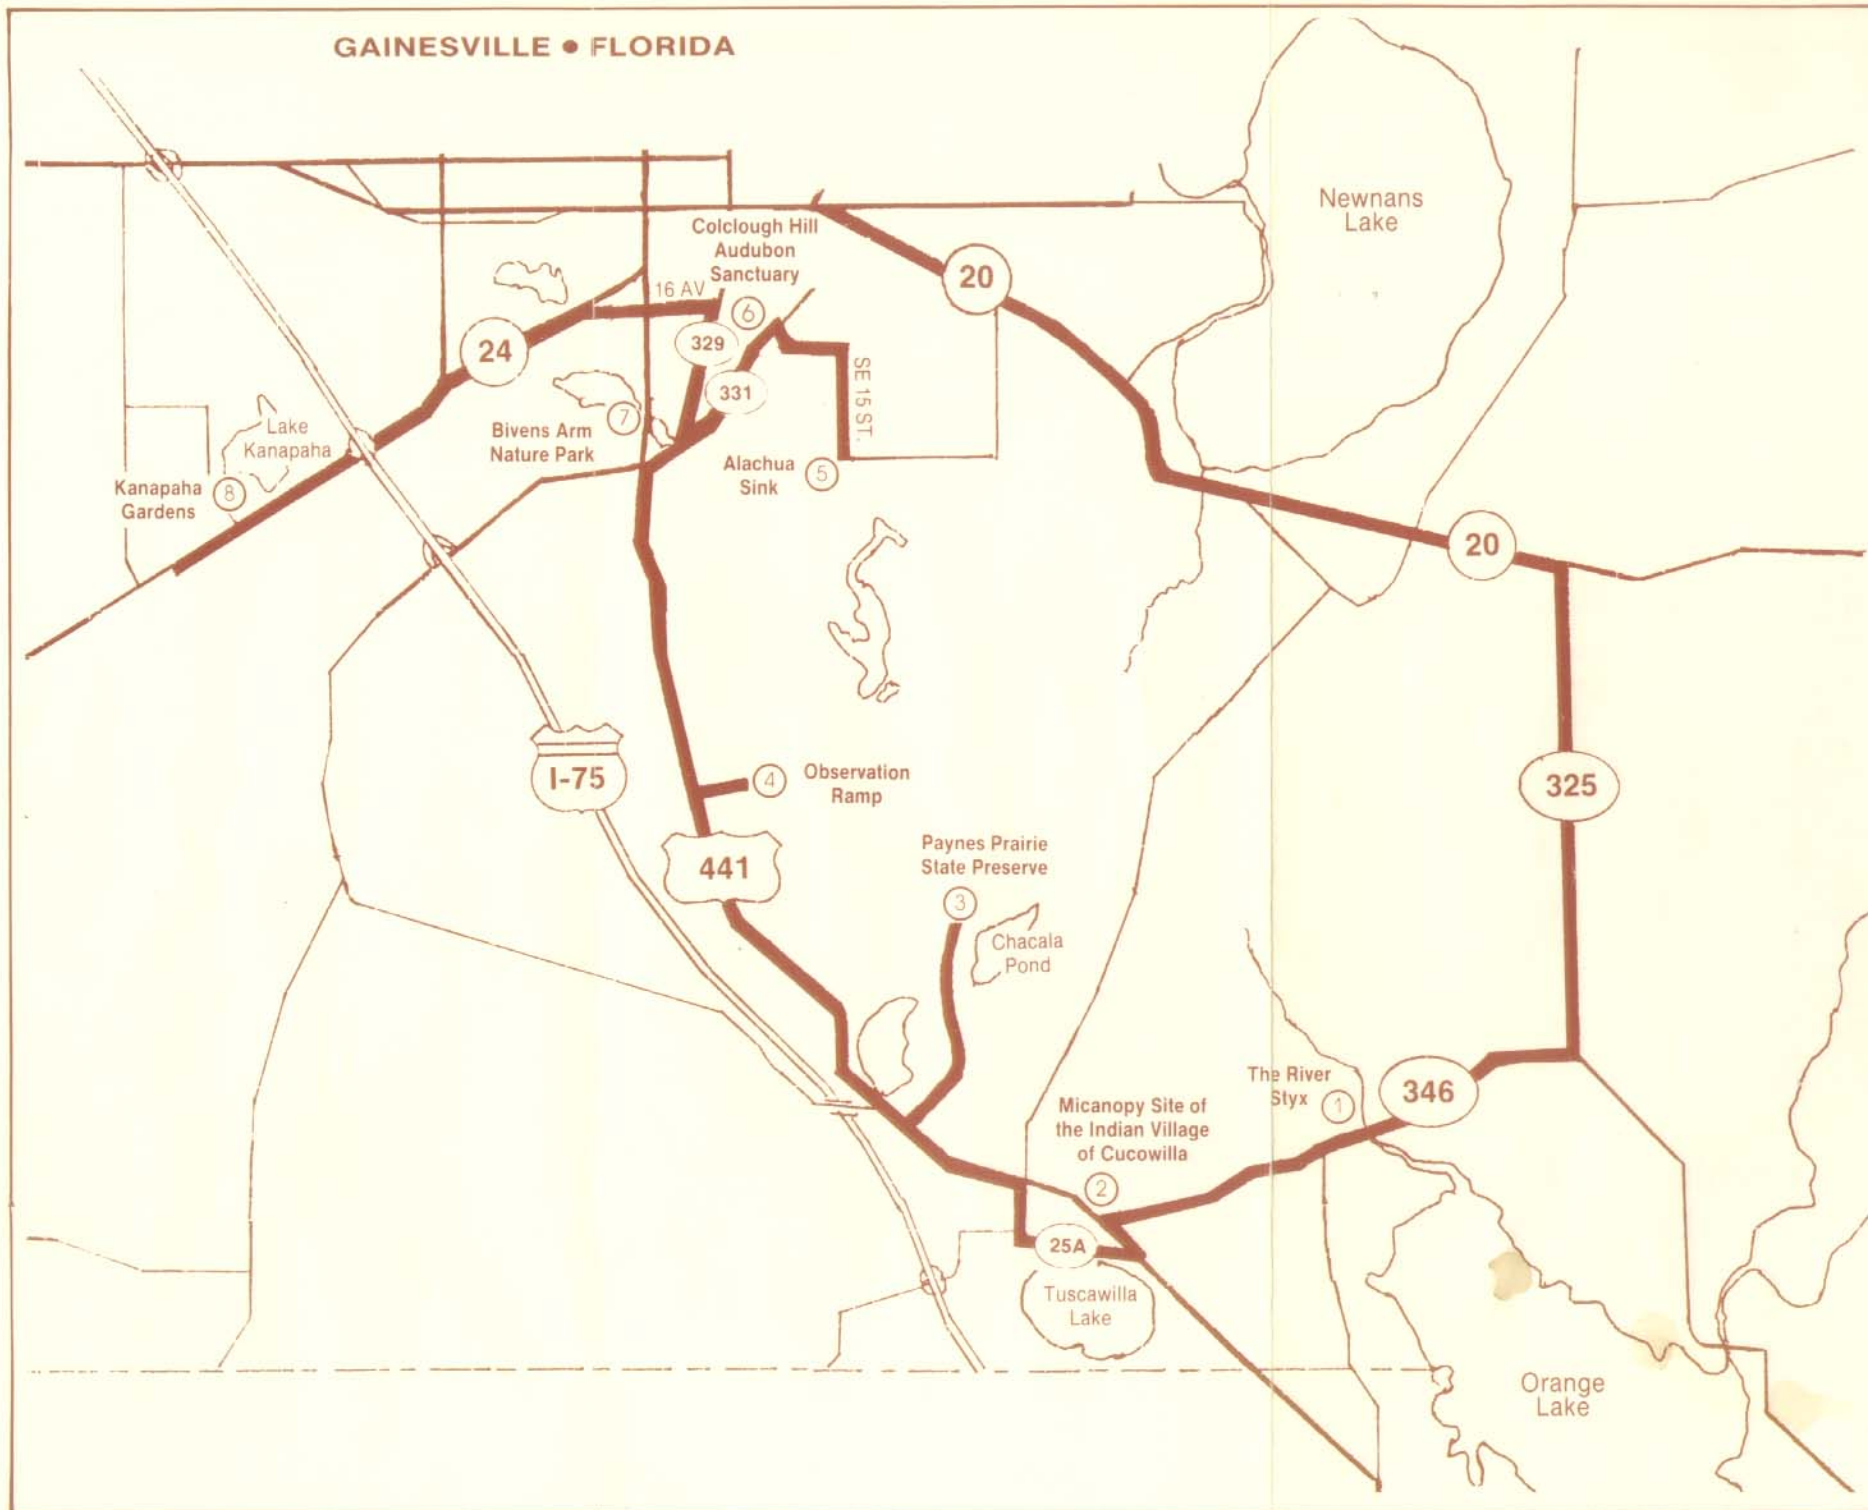 GAINESVILLE • FLORIDA
Newnans
Lake
Colclough Hill
Audubon
Sanctuary
20
16 AV
6
329
24
331
SE 15 ST.
7
Bivens Arm
Nature Park
Lake
Kanapaha
Alachua
Sink
5
Kanapaha
Gardens
8
20
I-75
4
Observation
Ramp
325
441
Paynes Prairie
State Preserve
3
Chacala
Pond
The River
Styx
1
346
Micanopy Site of
the Indian Village
of Cucowilla
2
25A
Tuscawilla
Lake
Orange
Lake